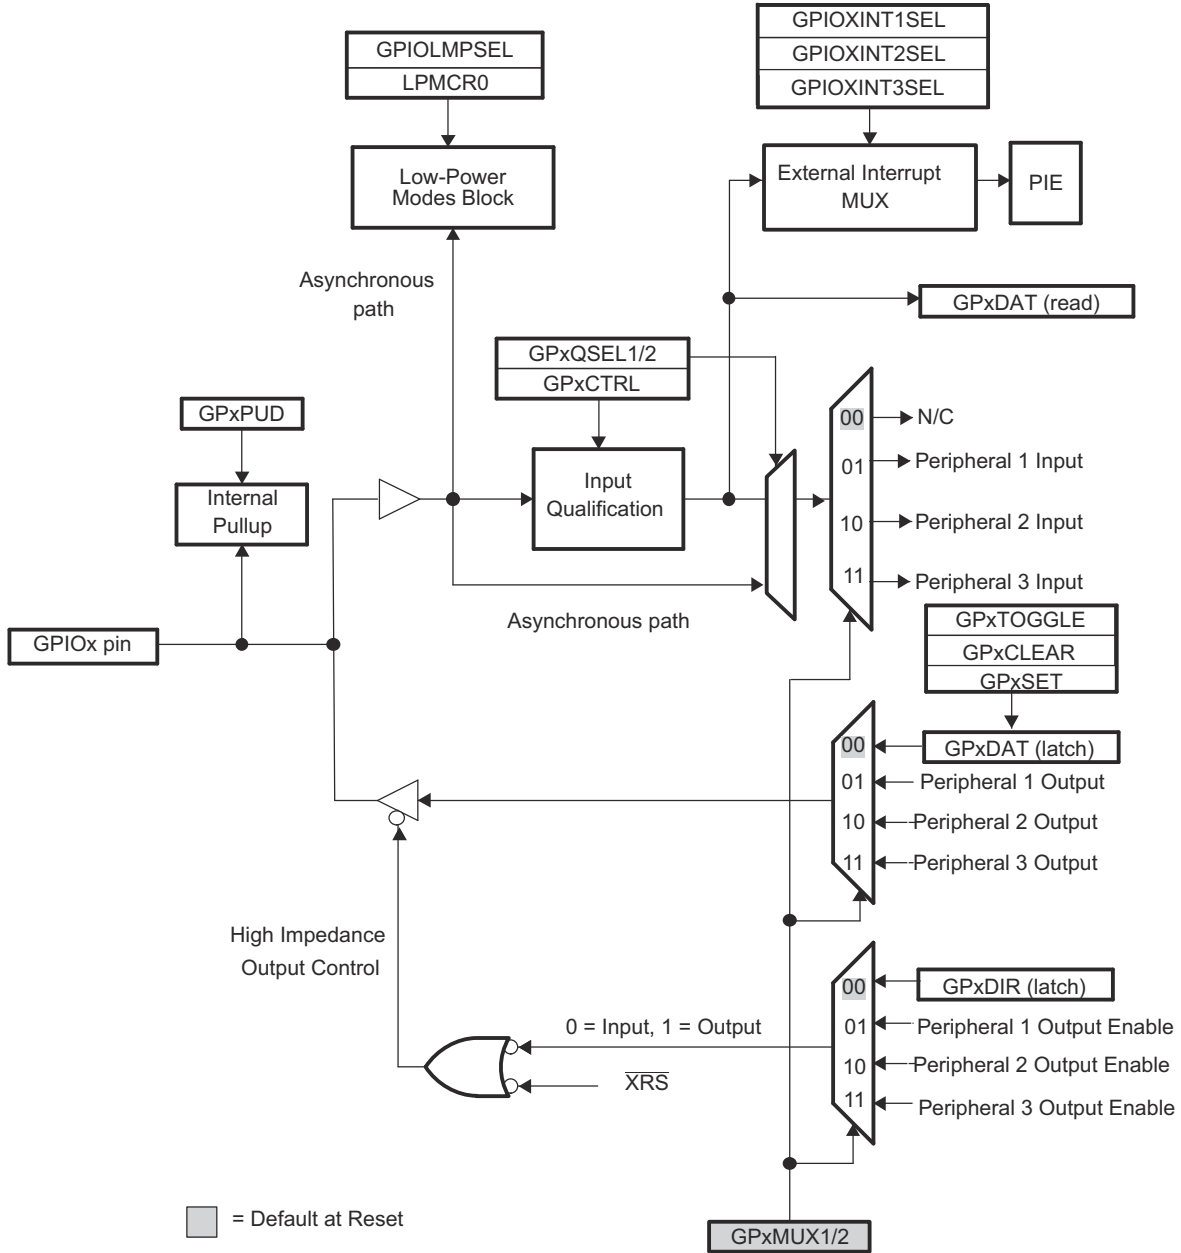 GPIOLMPSEL
LPMCR0
GPIOXINT1SEL
GPIOXINT2SEL
GPIOXINT3SEL
Low-Power
Modes Block
External Interrupt
MUX
PIE
Asynchronous
path
GPxDAT (read)
GPxQSEL1/2
GPxCTRL
GPxPUD
00
N/C
01
Peripheral 1 Input
Input
Qualification
Internal
Pullup
10
Peripheral 2 Input
11
Peripheral 3 Input
Asynchronous path
GPIOx pin
GPxTOGGLE
GPxCLEAR
GPxSET
00
GPxDAT (latch)
01
Peripheral 1 Output
10
Peripheral 2 Output
11
Peripheral 3 Output
High Impedance
Output Control
00
GPxDIR (latch)
0 = Input, 1 = Output
01
Peripheral 1 Output Enable
10
Peripheral 2 Output Enable
XRS
11
Peripheral 3 Output Enable
= Default at Reset
GPxMUX1/2